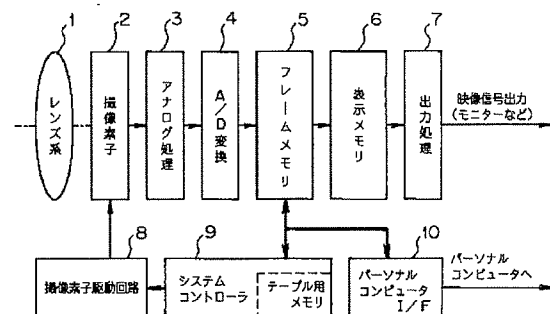 1
2
3
4
5
6
7
レンズ系
撮像素子
アナログ処理
A/D変換
フレームメモリ
表示メモリ
出力処理
映像信号出力
(モニターなど)
8
9
10
撮像素子駆動回路
システム
コントローラ
テーブル用
メモリ
パーソナル
コンピュータ
I/F
パーソナル
コンピュータへ